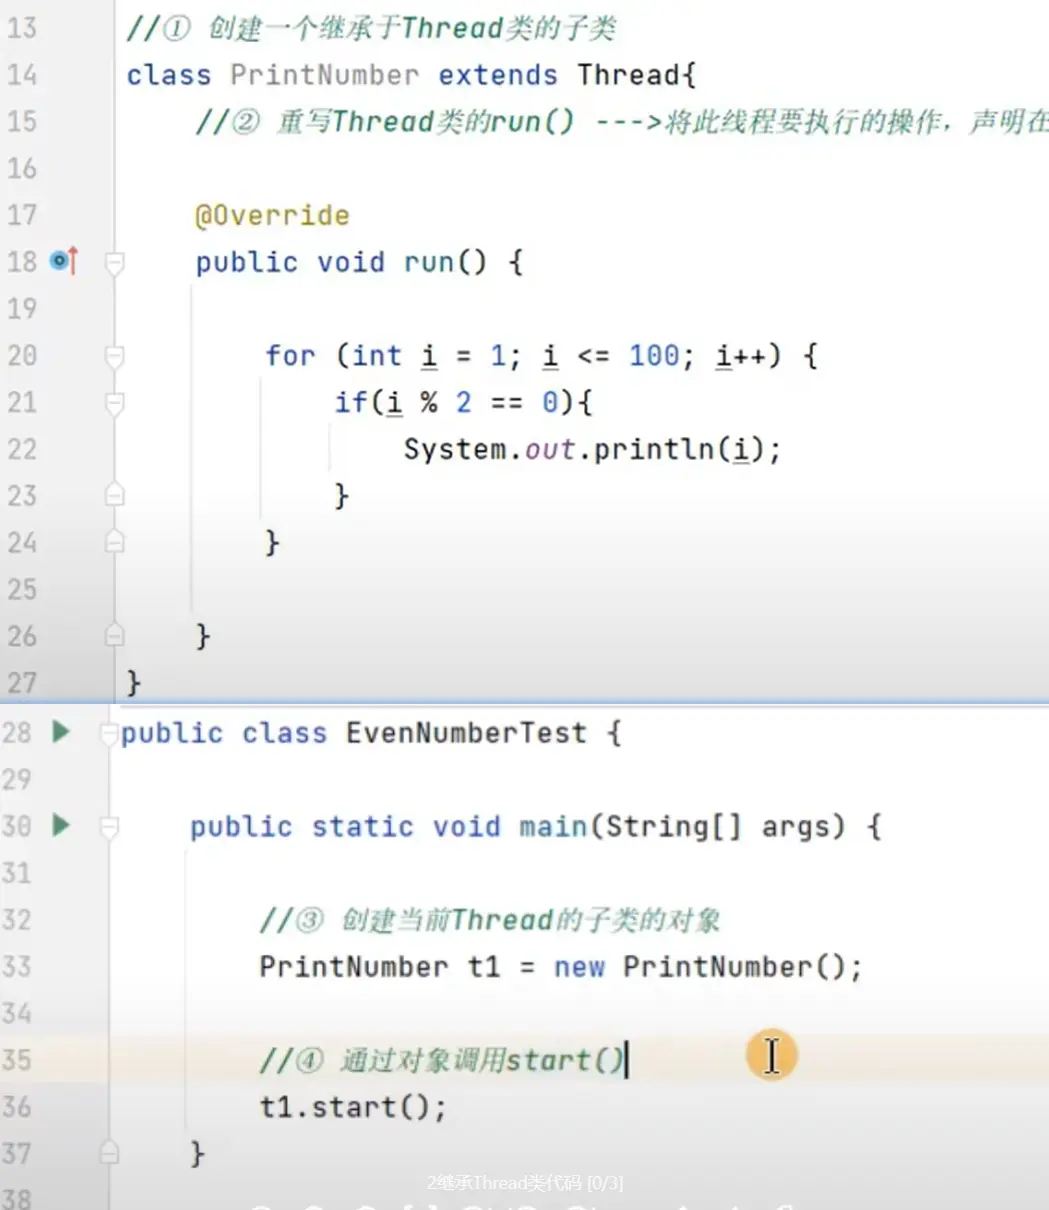 13 //① 创建一个继承于Thread类的子类
14 class PrintNumber extends Thread{
15 //② 重写Thread类的run() --->将此线程要执行的操作，声明在
16
17 @Override
18 public void run() {
19
20 for (int i = 1; i <= 100; i++) {
21 if(i % 2 == 0){
22 System.out.println(i);
23 }
24 }
25
26 }
27 }
28 public class EvenNumberTest {
29
30 public static void main(String[] args) {
31
32 //③ 创建当前Thread的子类的对象
33 PrintNumber t1 = new PrintNumber();
34
35 //④ 通过对象调用start()
36 t1.start();
37 }
2继承Thread类代码 [0/3]
38